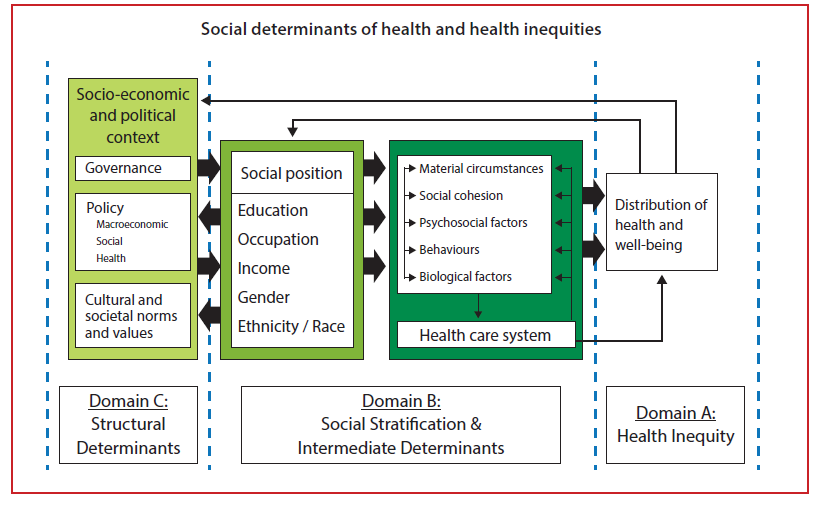 Social determinants of health and health inequities
Socio-economic
and political
context
Governance
Policy
Macroeconomic
Social
Health
Cultural and
societal norms
and values
Social position
Education
Occupation
Income
Gender
Ethnicity / Race
Material circumstances
Social cohesion
Psychosocial factors
Behaviours
Biological factors
Health care system
Distribution of
health and
well-being
Domain C:
Structural
Determinants
Domain B:
Social Stratification &
Intermediate Determinants
Domain A:
Health Inequity